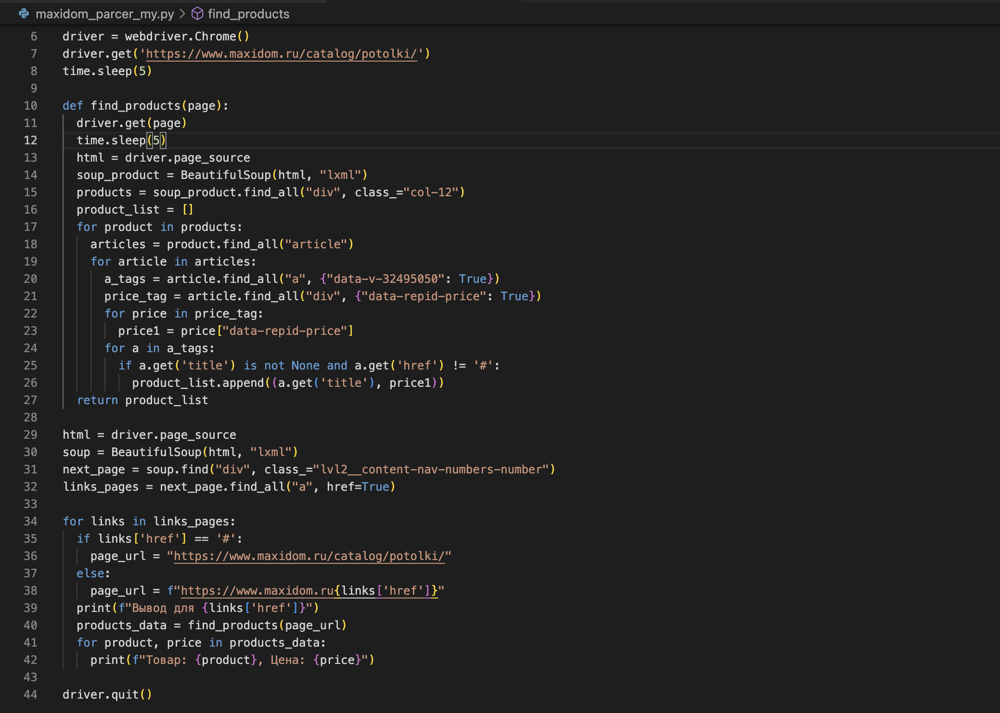 maxidom_parcer_my.py > find_products
6 driver = webdriver.Chrome()
7 driver.get('https://www.maxidom.ru/catalog/potolki/')
8 time.sleep(5)
9
10 def find_products(page):
11   driver.get(page)
12   time.sleep(5)
13   html = driver.page_source
14   soup_product = BeautifulSoup(html, "lxml")
15   products = soup_product.find_all("div", class_="col-12")
16   product_list = []
17   for product in products:
18     articles = product.find_all("article")
19     for article in articles:
20       a_tags = article.find_all("a", {"data-v-32495050": True})
21       price_tag = article.find_all("div", {"data-repid-price": True})
22       for price in price_tag:
23         price1 = price["data-repid-price"]
24       for a in a_tags:
25         if a.get('title') is not None and a.get('href') != '#':
26           product_list.append((a.get('title'), price1))
27   return product_list
28
29 html = driver.page_source
30 soup = BeautifulSoup(html, "lxml")
31 next_page = soup.find("div", class_="lvl2__content-nav-numbers-number")
32 links_pages = next_page.find_all("a", href=True)
33
34 for links in links_pages:
35   if links['href'] == '#':
36     page_url = "https://www.maxidom.ru/catalog/potolki/"
37   else:
38     page_url = f"https://www.maxidom.ru{links['href']}"
39   print(f"Вывод для {links['href']}")
40   products_data = find_products(page_url)
41   for product, price in products_data:
42     print(f"Товар: {product}, Цена: {price}")
43
44 driver.quit()